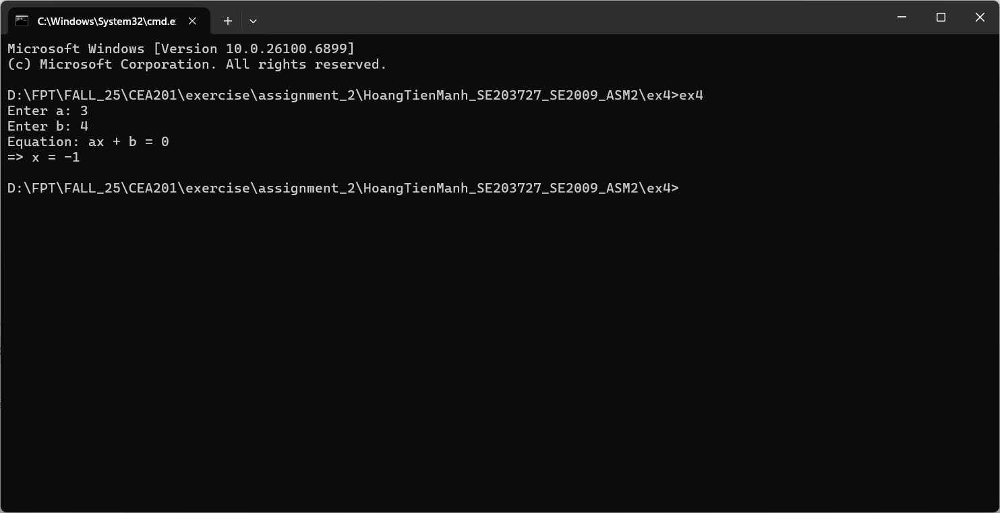 C:\Windows\System32\cmd.e
Microsoft Windows [Version 10.0.26100.6899]
(c) Microsoft Corporation. All rights reserved.
D:\FPT\FALL_25\CEA201\exercise\assignment_2\HoangTienManh_SE203727_SE2009_ASM2\ex4>ex4
Enter a: 3
Enter b: 4
Equation: ax + b = 0
=> x = -1
D:\FPT\FALL_25\CEA201\exercise\assignment_2\HoangTienManh_SE203727_SE2009_ASM2\ex4>